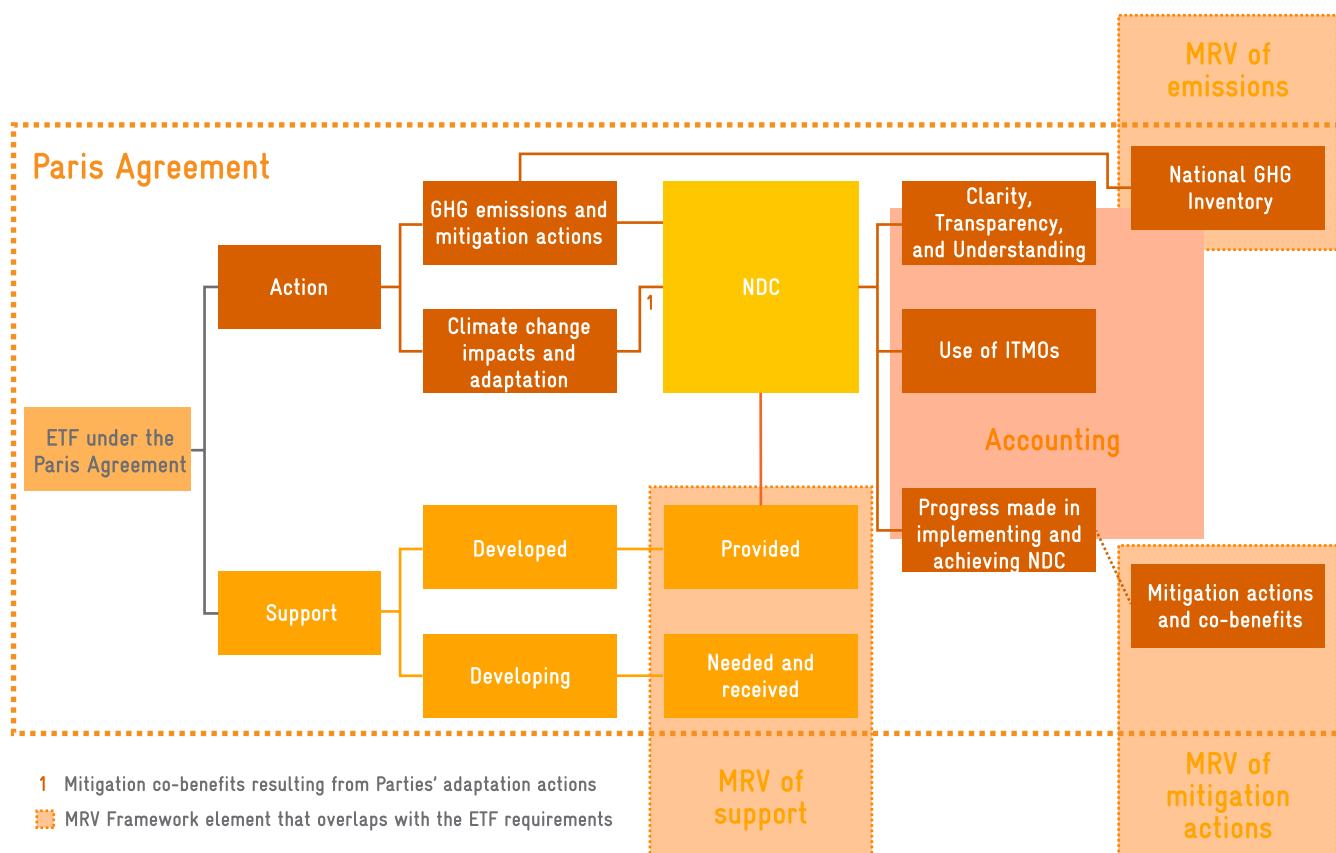 MRV of
emissions
Paris Agreement
GHG emissions and
mitigation actions
NDC
Clarity,
Transparency,
and Understanding
National GHG
Inventory
Action
1
Climate change
impacts and
adaptation
Use of ITMOs
ETF under the
Paris Agreement
Accounting
Developed
Provided
Progress made in
implementing and
achieving NDC
Support
Mitigation actions
and co-benefits
Developing
Needed and
received
1 Mitigation co-benefits resulting from Parties' adaptation actions
MRV Framework element that overlaps with the ETF requirements
MRV of
support
MRV of
mitigation
actions